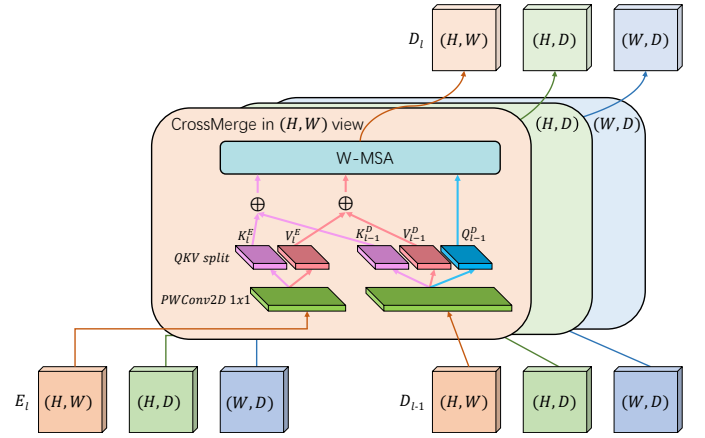 D_l (H,W) (H,D) (W,D)
CrossMerge in (H,W) view (H,D) (W,D)
W-MSA
⊕ ⊕
K_l^E V_l^E K_{l-1}^D V_{l-1}^D Q_{l-1}^D
QKV split
PWConv2D 1x1
E_l (H,W) (H,D) (W,D) D_{l-1} (H,W) (H,D) (W,D)